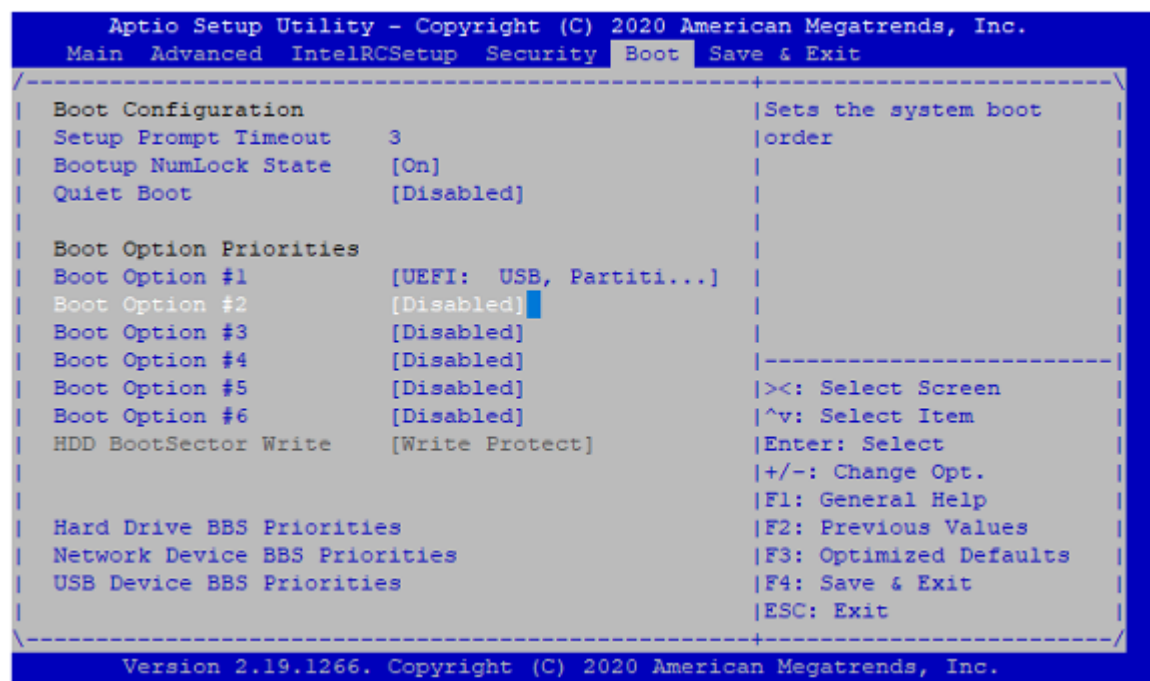 Aptio Setup Utility - Copyright (C) 2020 American Megatrends, Inc.
Main Advanced IntelRCSetup Security Boot Save & Exit
Boot Configuration
Setup Prompt Timeout 3
Bootup NumLock State [On]
Quiet Boot [Disabled]
Boot Option Priorities
Boot Option #1 [UEFI: USB, Partiti...]
Boot Option #2 [Disabled]
Boot Option #3 [Disabled]
Boot Option #4 [Disabled]
Boot Option #5 [Disabled]
Boot Option #6 [Disabled]
HDD BootSector Write [Write Protect]
Hard Drive BBS Priorities
Network Device BBS Priorities
USB Device BBS Priorities
Sets the system boot
order
><: Select Screen
^v: Select Item
Enter: Select
+/-: Change Opt.
F1: General Help
F2: Previous Values
F3: Optimized Defaults
F4: Save & Exit
ESC: Exit
Version 2.19.1266. Copyright (C) 2020 American Megatrends, Inc.